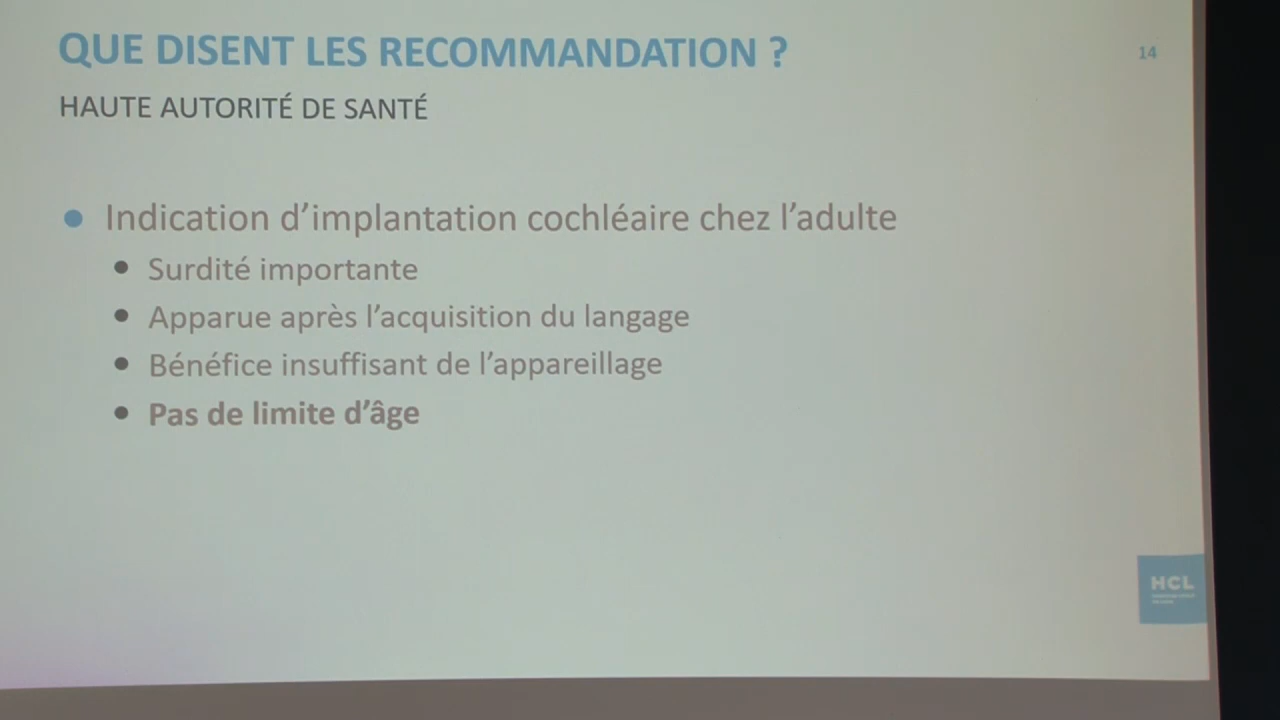 QUE DISENT LES RECOMMANDATION ?
14
HAUTE AUTORITÉ DE SANTÉ
Indication d’implantation cochléaire chez l’adulte
Surdité importante
Apparue après l’acquisition du langage
Bénéfice insuffisant de l’appareillage
Pas de limite d’âge
HCL